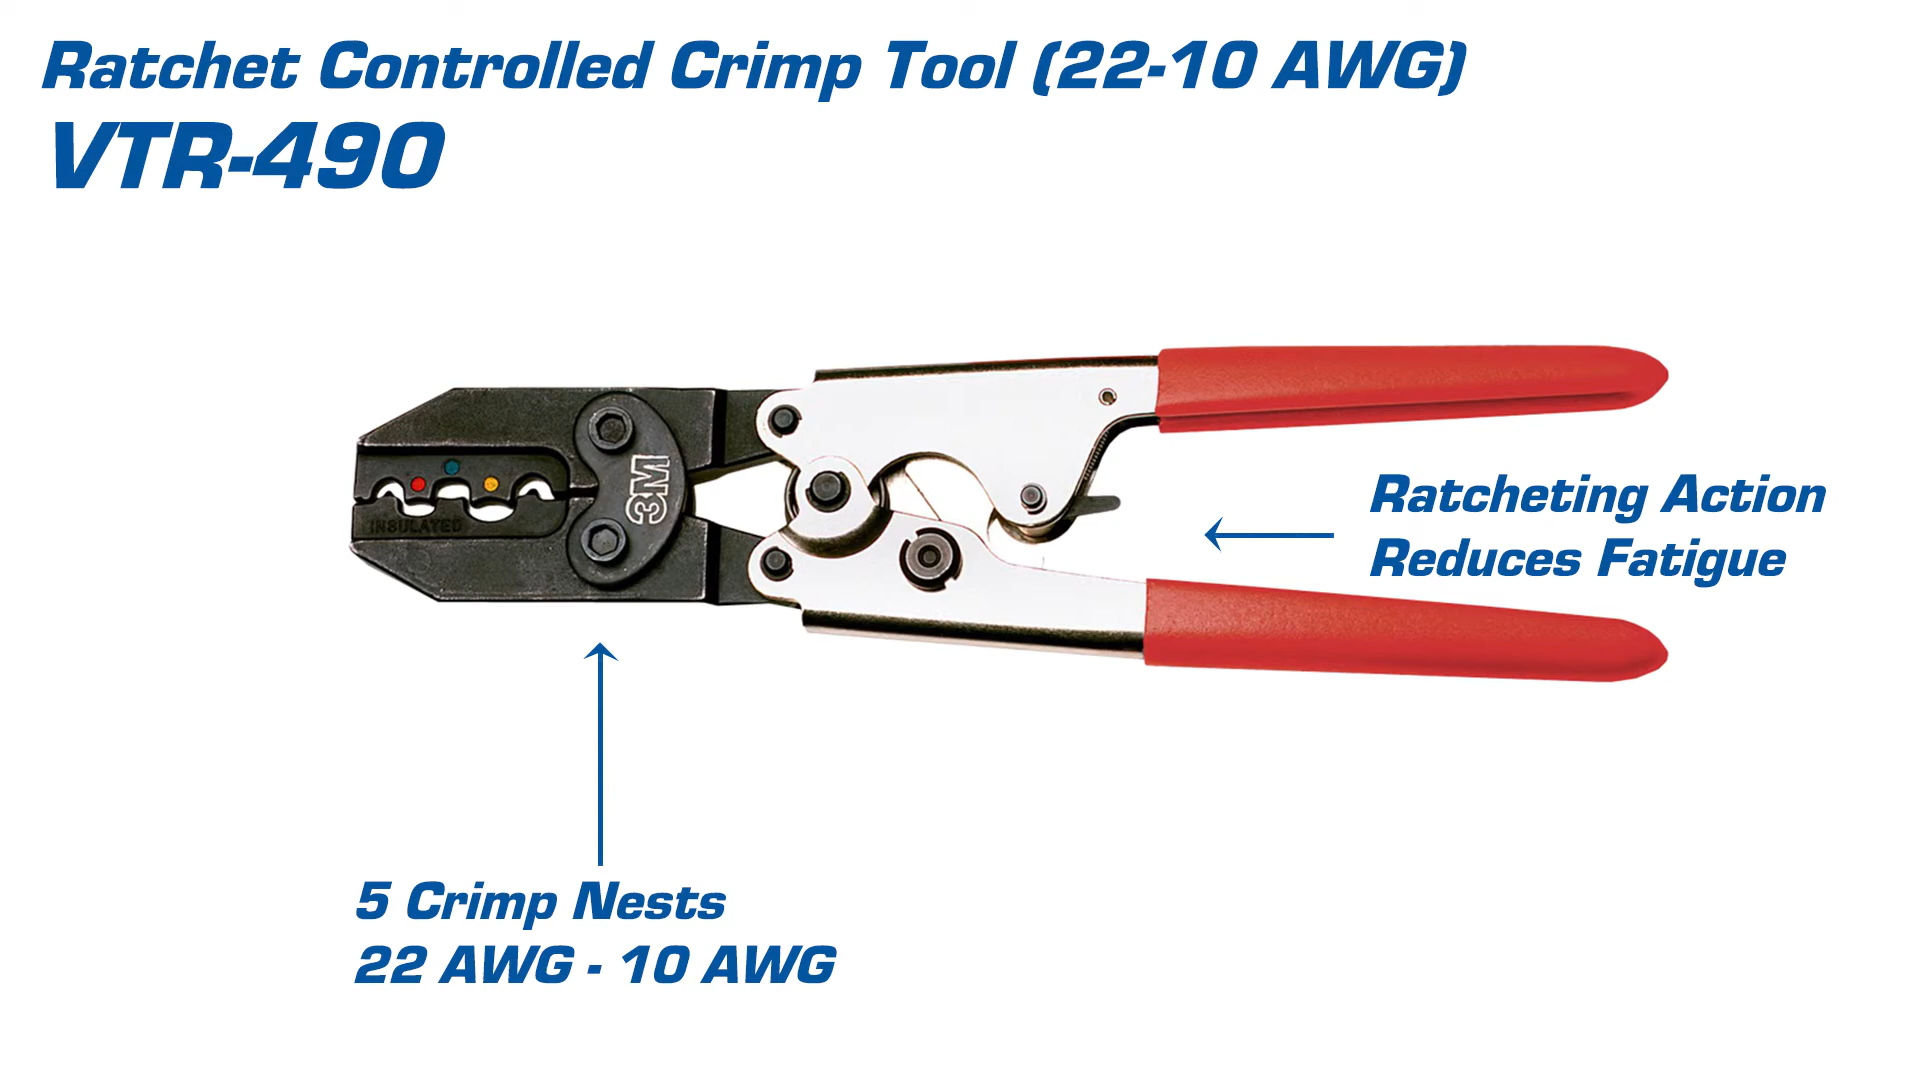 Ratchet Controlled Crimp Tool (22-10 AWG)
VTR-490
3M
INSULATED
Ratcheting Action
Reduces Fatigue
5 Crimp Nests
22 AWG - 10 AWG